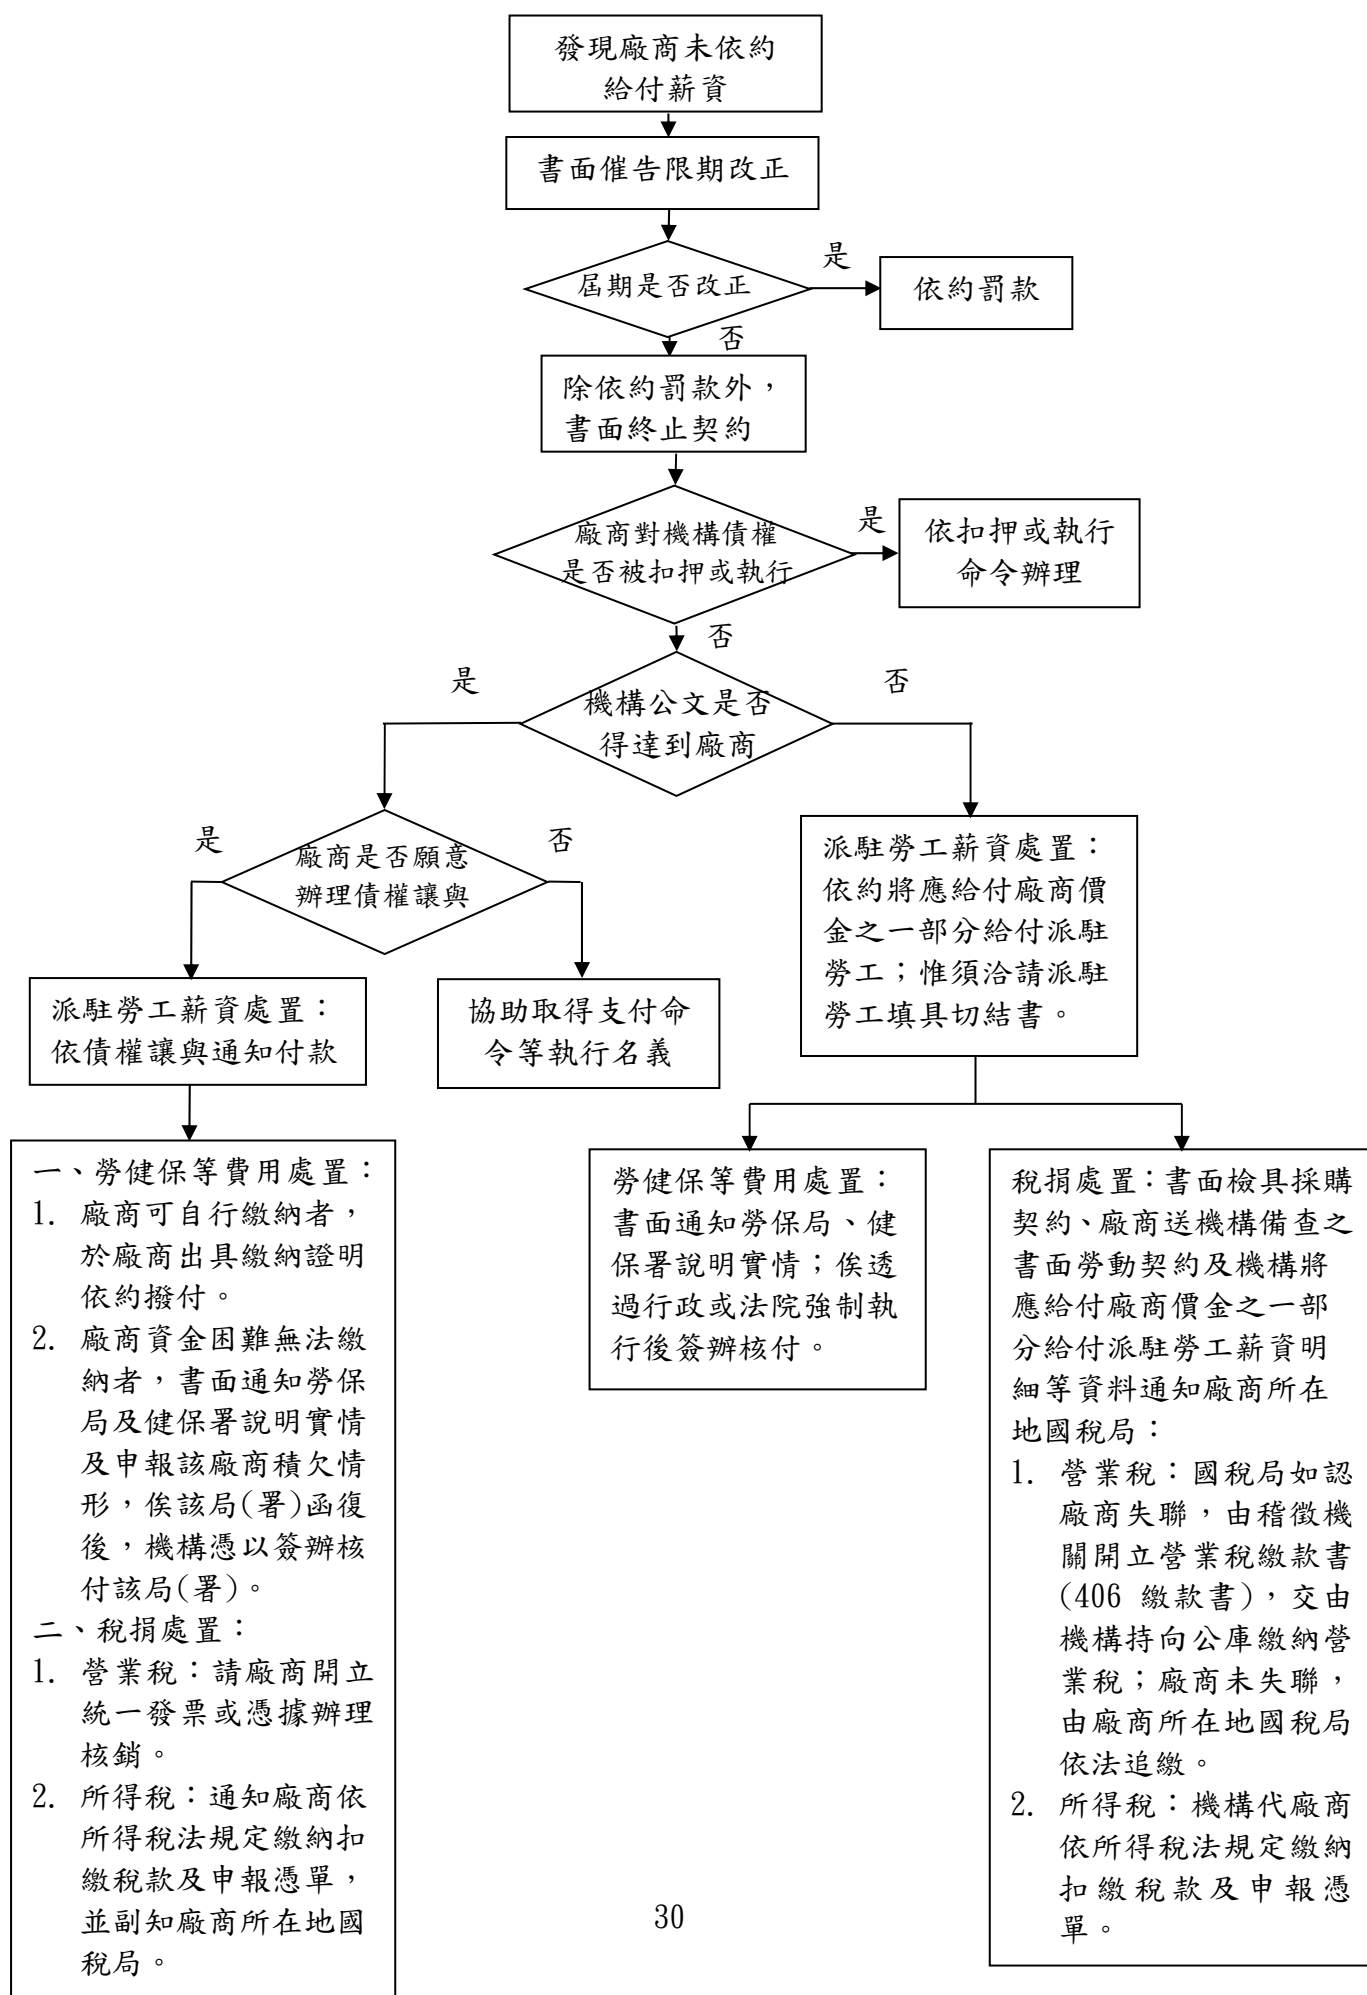 發現廠商未依約
給付薪資
書面催告限期改正
屆期是否改正
是
依約罰款
否
除依約罰款外，
書面終止契約
廠商對機構債權
是否被扣押或執行
是
依扣押或執行
命令辦理
否
機構公文是否
得達到廠商
是
否
廠商是否願意
辦理債權讓與
是
否
派駐勞工薪資處置：
依債權讓與通知付款
協助取得支付命
令等執行名義
派駐勞工薪資處置：
依約將應給付廠商價
金之一部分給付派駐
勞工；惟須洽請派駐
勞工填具切結書。
一、勞健保等費用處置：
1. 廠商可自行繳納者，
於廠商出具繳納證明
依約撥付。
2. 廠商資金困難無法繳
納者，書面通知勞保
局及健保署說明實情
及申報該廠商積欠情
形，俟該局(署)函復
後，機構憑以簽辦核
付該局(署)。
二、稅捐處置：
1. 營業稅：請廠商開立
統一發票或憑據辦理
核銷。
2. 所得稅：通知廠商依
所得稅法規定繳納扣
繳稅款及申報憑單，
並副知廠商所在地國
稅局。
勞健保等費用處置：
書面通知勞保局、健
保署說明實情；俟透
過行政或法院強制執
行後簽辦核付。
稅捐處置：書面檢具採購
契約、廠商送機構備查之
書面勞動契約及機構將
應給付廠商價金之一部
分給付派駐勞工薪資明
細等資料通知廠商所在
地國稅局：
1. 營業稅：國稅局如認
廠商失聯，由稽徵機
關開立營業稅繳款書
(406 繳款書)，交由
機構持向公庫繳納營
業稅；廠商未失聯，
由廠商所在地國稅局
依法追繳。
2. 所得稅：機構代廠商
依所得稅法規定繳納
扣繳稅款及申報憑
單。
30